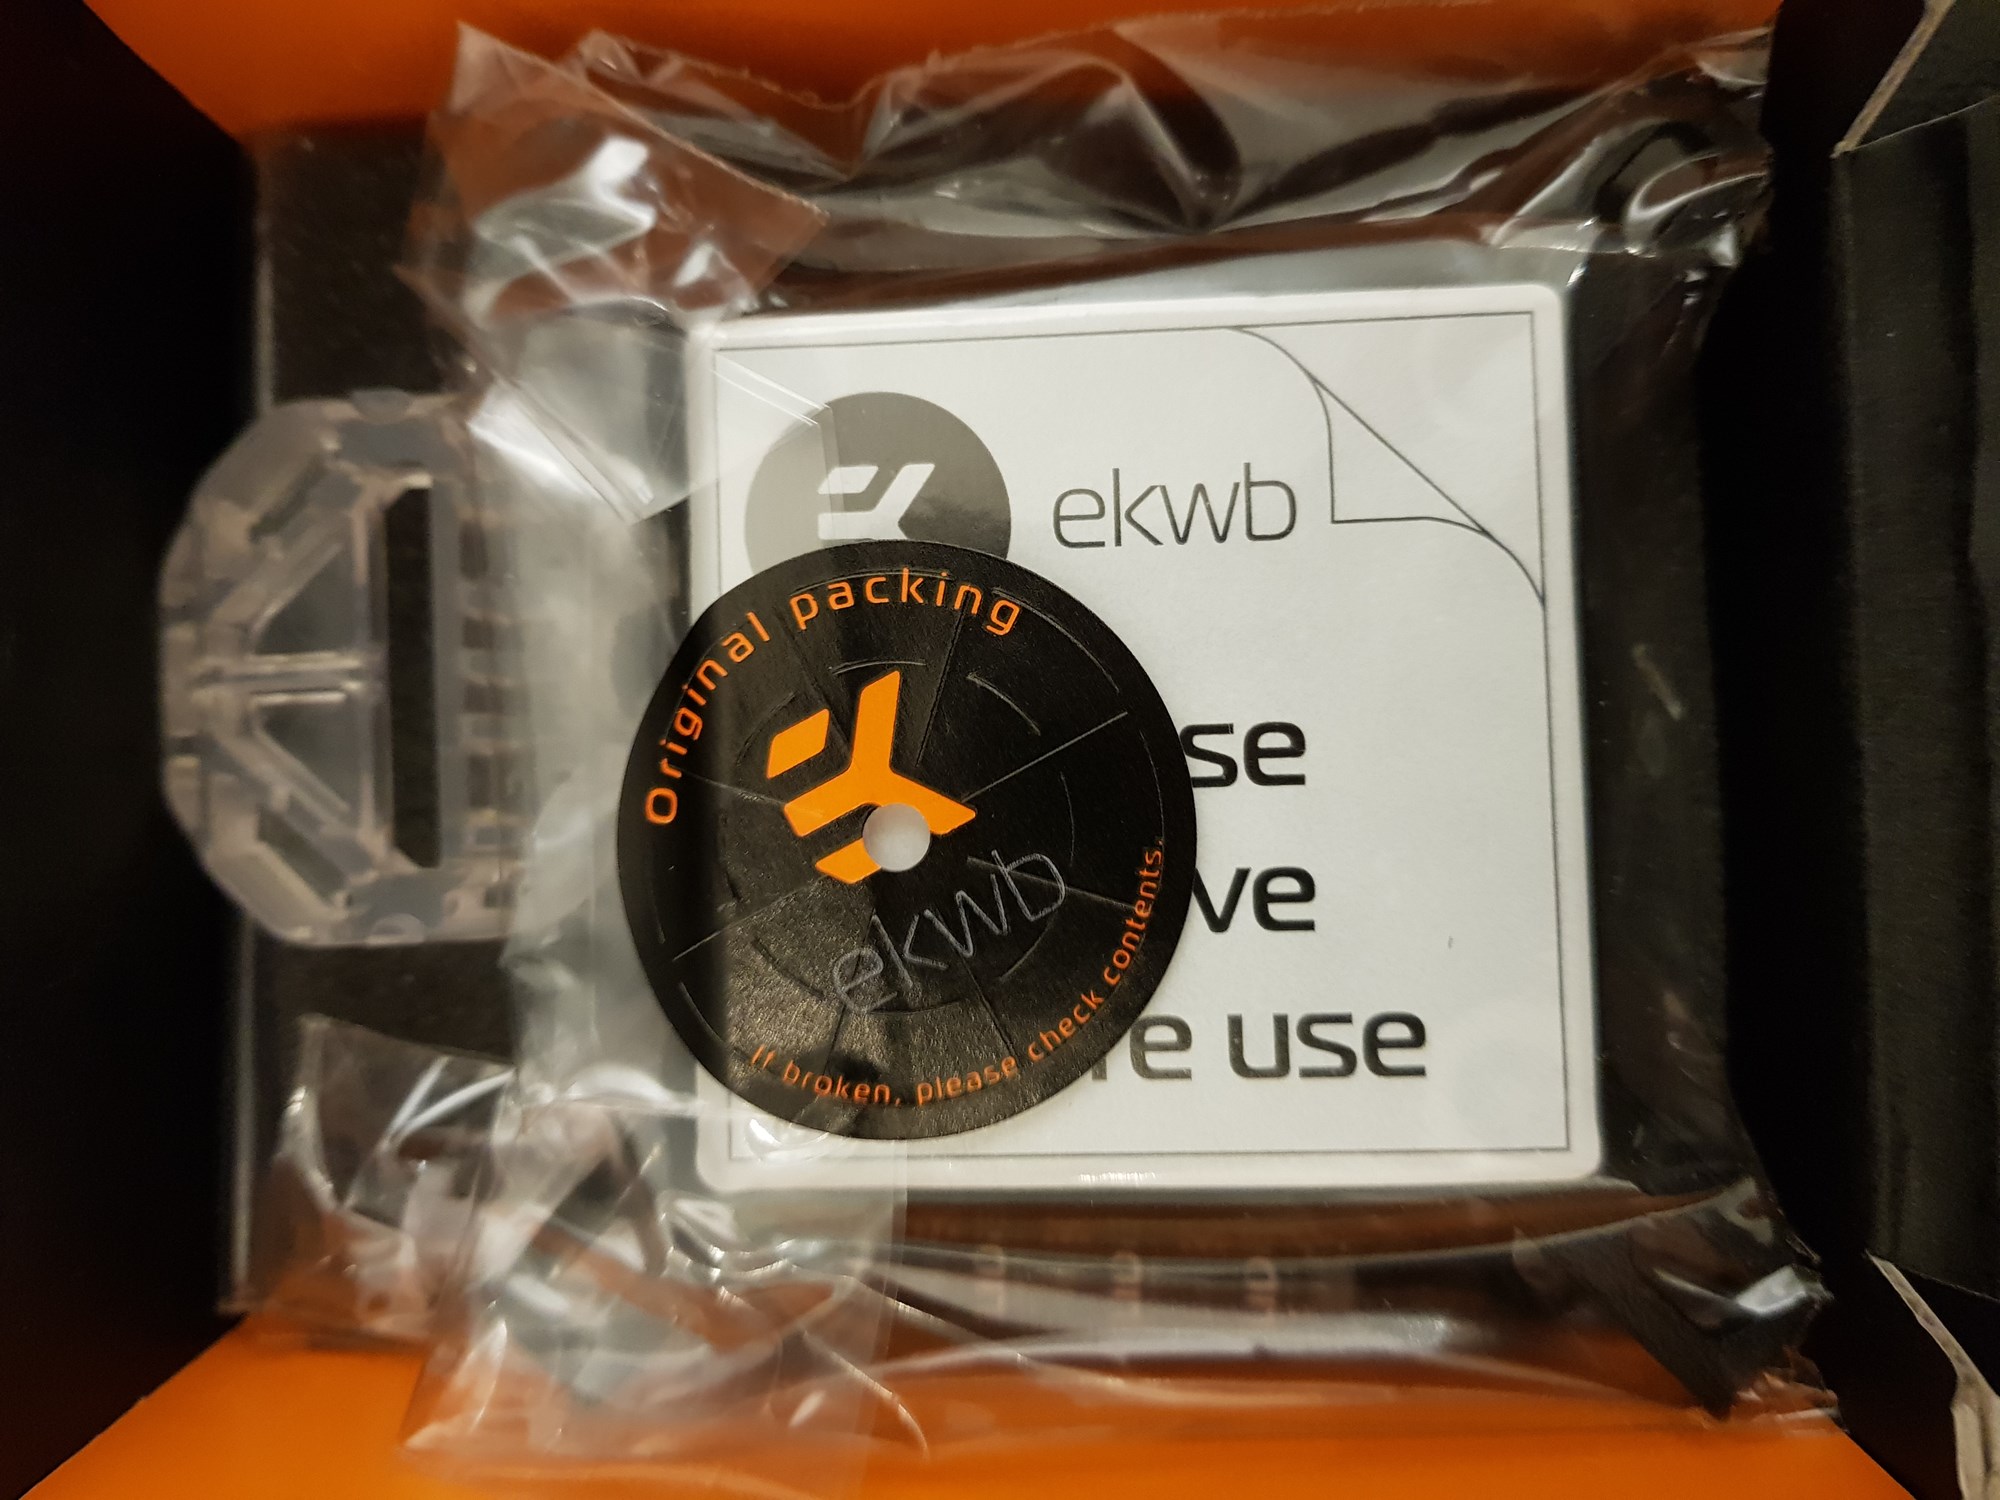 ekwb
Original packing
se
ekwb
ve
If broken, please check contents.
re use